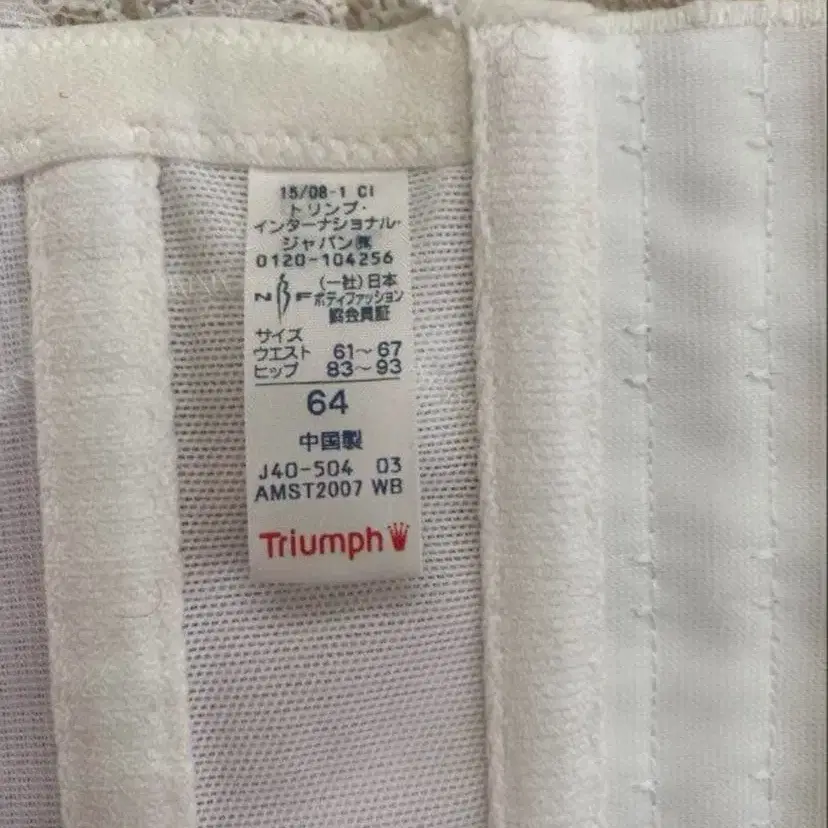 15/08-1 CI
トリンプ・
インターナショナル・
ジャパン㈱
0120-104256
NBF (一社)日本
ボディファッション
協会員証
サイズ
ウエスト 61~67
ヒップ 83~93
64
中国製
J40-504 03
AMST2007 WB
Triumph